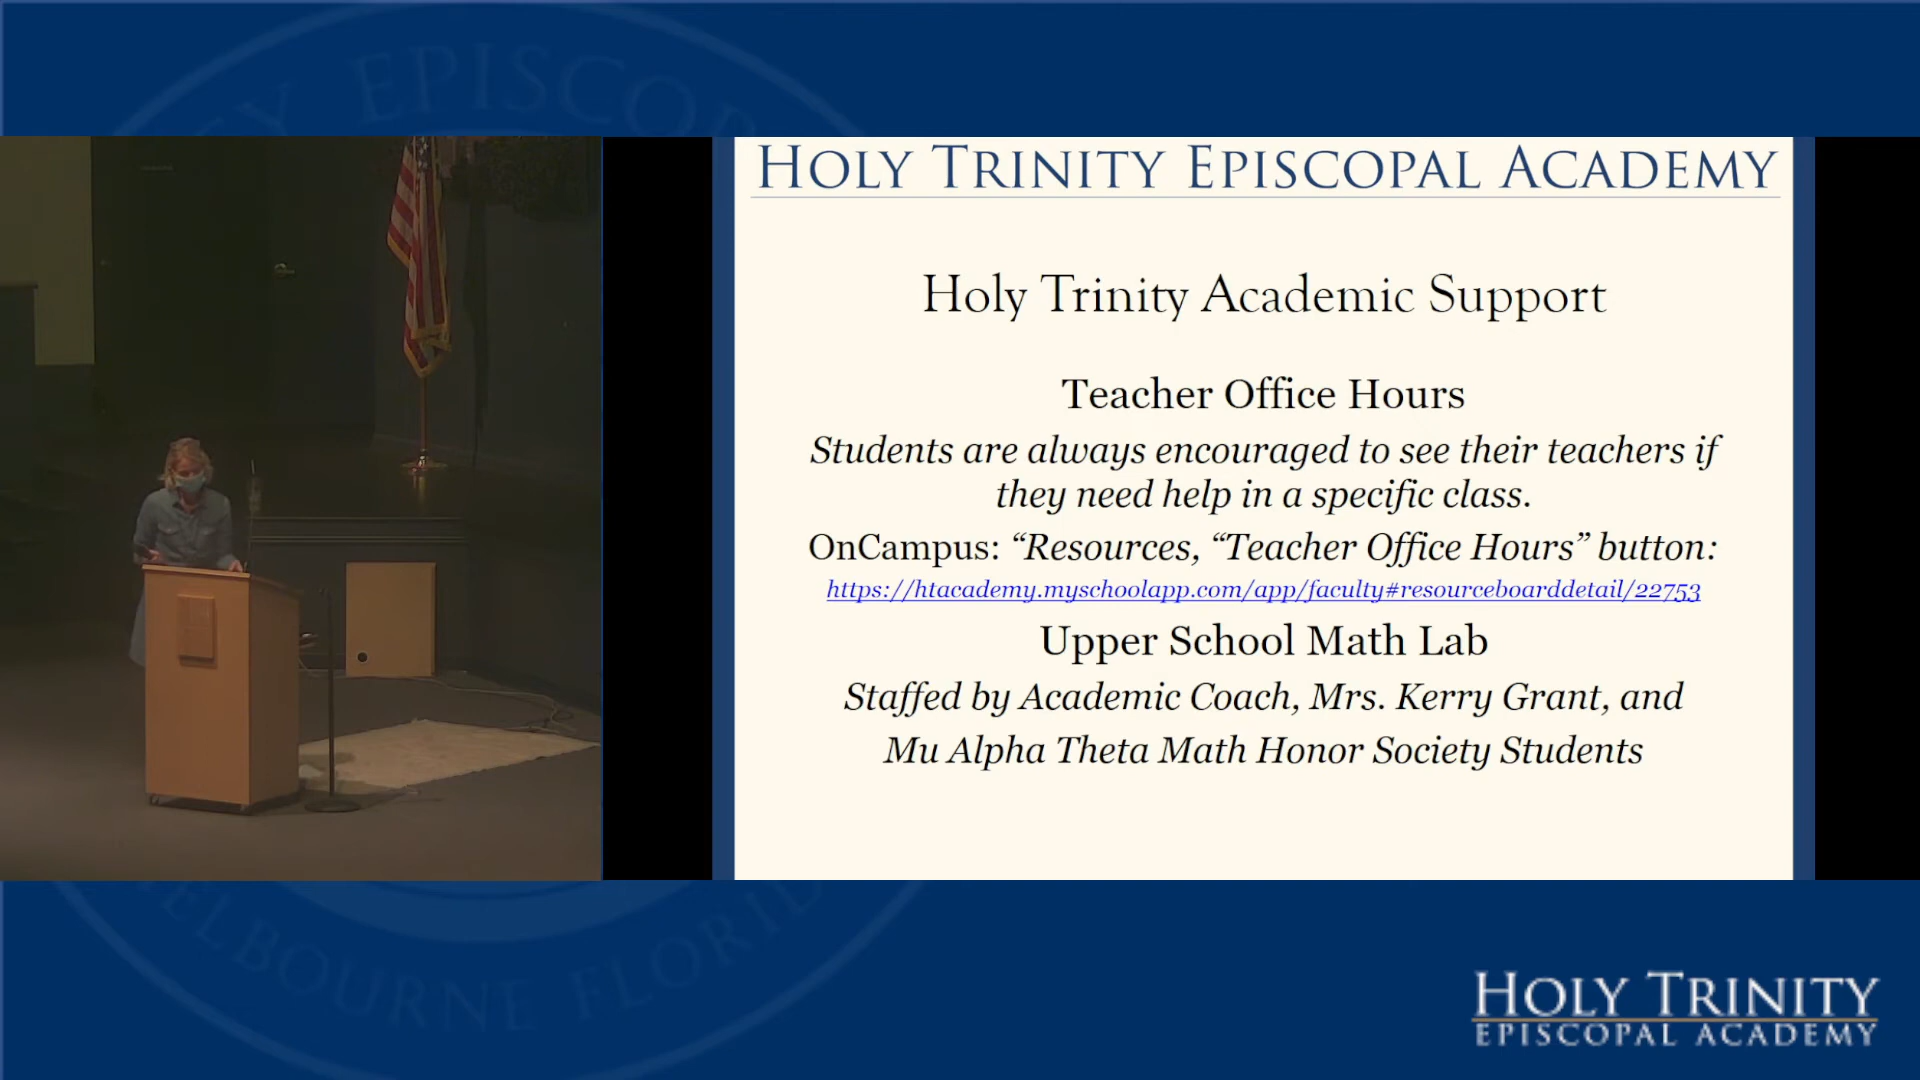 EPISCOP
HOLY TRINITY EPISCOPAL ACADEMY
Holy Trinity Academic Support
Teacher Office Hours
Students are always encouraged to see their teachers if
they need help in a specific class.
OnCampus: “Resources, “Teacher Office Hours” button:
https://htacademy.myschoolapp.com/app/faculty#resourceboarddetail/22753
Upper School Math Lab
Staffed by Academic Coach, Mrs. Kerry Grant, and
Mu Alpha Theta Math Honor Society Students
ELBOURNE FLORID
HOLY TRINITY
EPISCOPAL ACADEMY